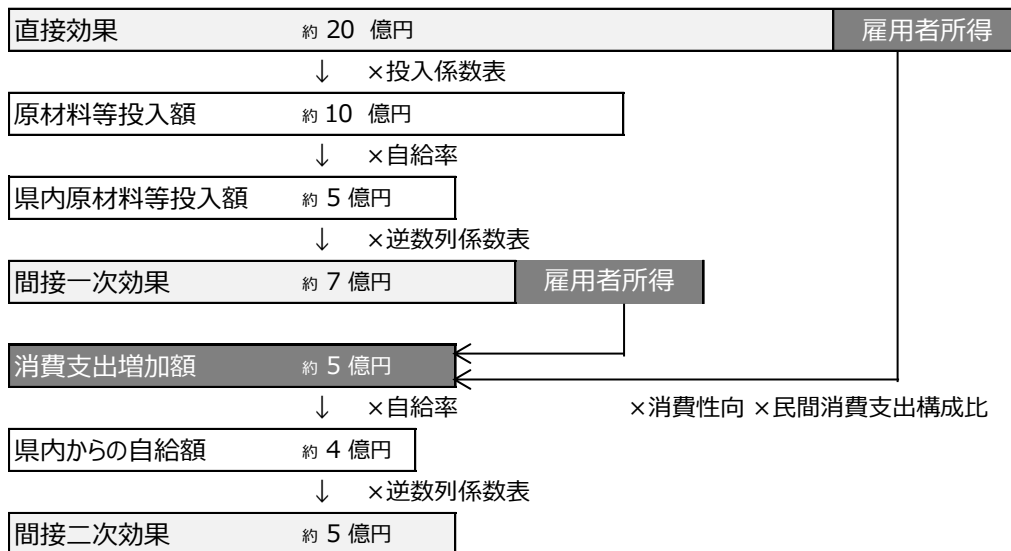 直接効果 約 20 億円 雇用者所得
↓ ×投入係数表
原材料等投入額 約 10 億円
↓ ×自給率
県内原材料等投入額 約 5 億円
↓ ×逆数列係数表
間接一次効果 約 7 億円 雇用者所得
消費支出増加額 約 5 億円
↓ ×自給率 ×消費性向 ×民間消費支出構成比
県内からの自給額 約 4 億円
↓ ×逆数列係数表
間接二次効果 約 5 億円